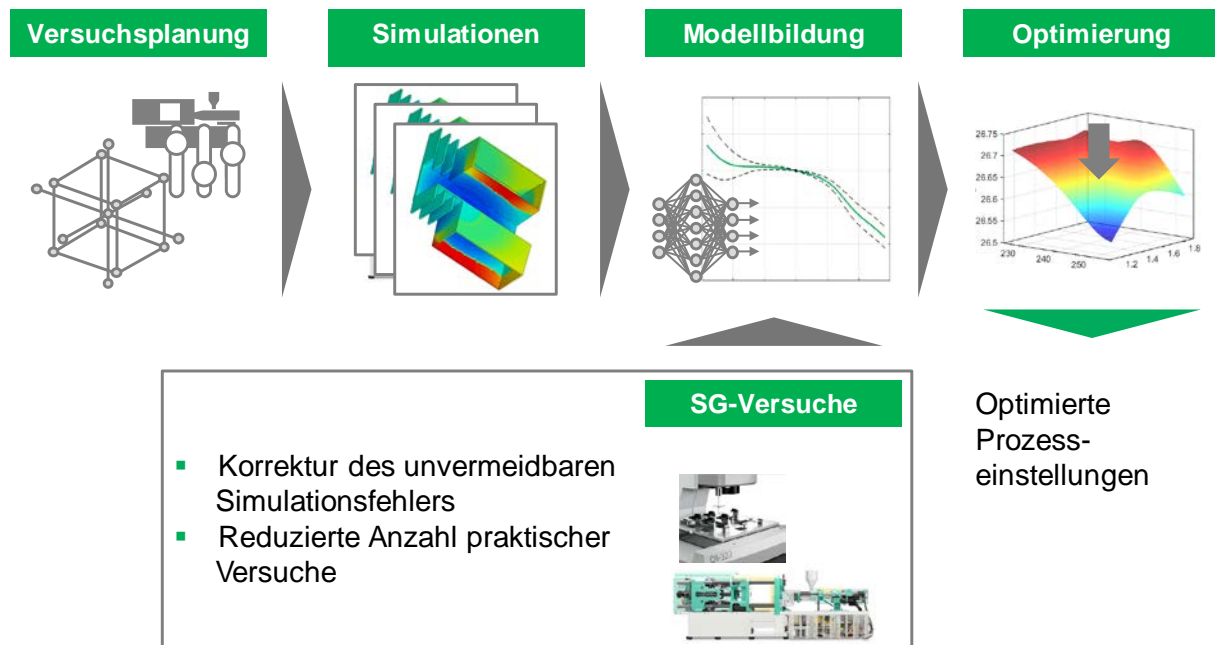 Versuchsplanung
Simulationen
Modellbildung
Optimierung
26.75
26.7
26.65
26.6
26.55
26.5
230
240
250
1.2
1.4
1.6
1.8
SG-Versuche
▪ Korrektur des unvermeidbaren
Simulationsfehlers
▪ Reduzierte Anzahl praktischer
Versuche
Optimierte
Prozess-
einstellungen